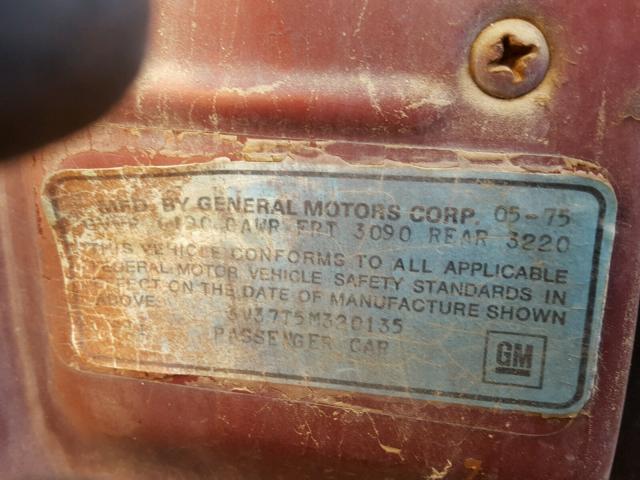 MFD. BY GENERAL MOTORS CORP. 05-75
GAWR FRT 3090 REAR 3220
THIS VEHICLE CONFORMS TO ALL APPLICABLE
FEDERAL MOTOR VEHICLE SAFETY STANDARDS IN
EFFECT ON THE DATE OF MANUFACTURE SHOWN
ABOVE. 3V37T5M320135
PASSENGER CAR
GM